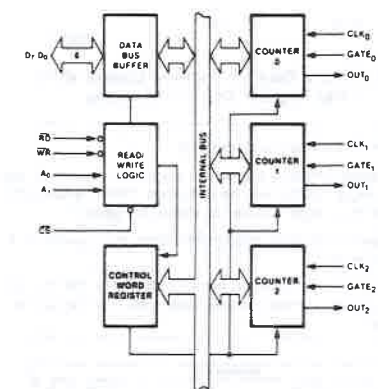 D7 D0
DATA
BUS
BUFFER
INTERNAL BUS
COUNTER
0
CLK0
GATE0
OUT0
RD
WR
A0
A1
CS
READ/
WRITE
LOGIC
COUNTER
1
CLK1
GATE1
OUT1
CONTROL
WORD
REGISTER
COUNTER
2
CLK2
GATE2
OUT2